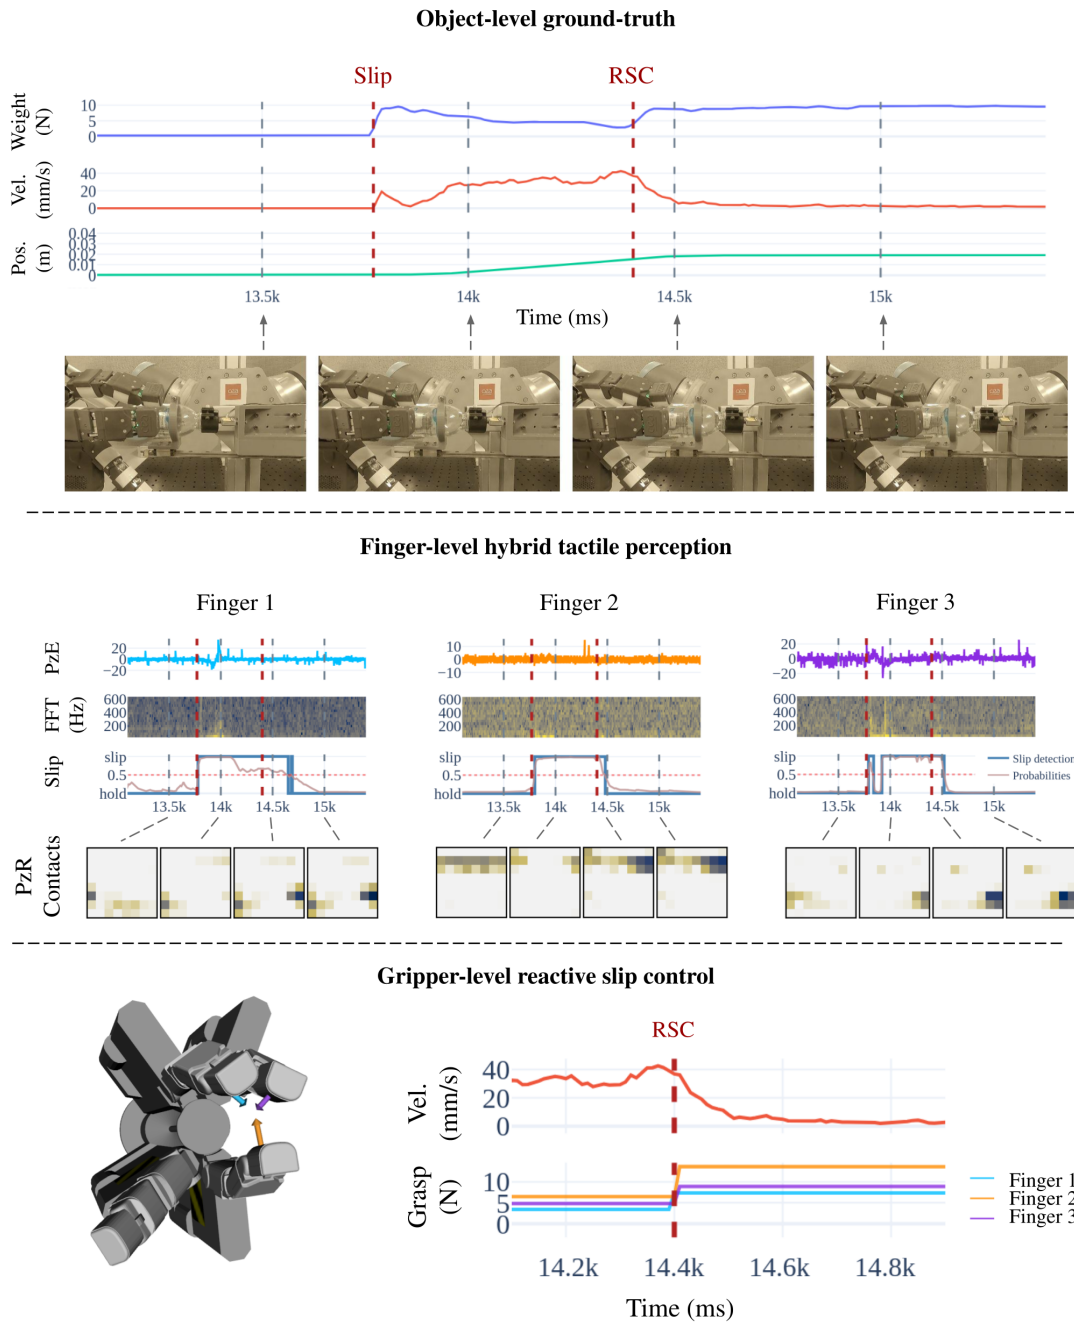 Object-level ground-truth
Slip
RSC
Weight
(N)
10
5
0
Vel.
(mm/s)
40
20
0
Pos.
(m)
0.04
0.03
0.02
0.01
0
13.5k 14k 14.5k 15k
Time (ms)
Finger-level hybrid tactile perception
Finger 1 Finger 2 Finger 3
PzE
20
0
−20
10
0
−10
20
0
−20
FFT
(Hz)
600
400
200
600
400
200
600
400
200
Slip
slip
0.5
hold
slip
0.5
hold
slip
0.5
hold
Slip detection
Probabilities
13.5k 14k 14.5k 15k
13.5k 14k 14.5k 15k
13.5k 14k 14.5k 15k
PzR
Contacts
Gripper-level reactive slip control
RSC
Vel.
(mm/s)
40
20
0
Grasp
(N)
10
5
0
Finger 1
Finger 2
Finger 3
14.2k 14.4k 14.6k 14.8k
Time (ms)